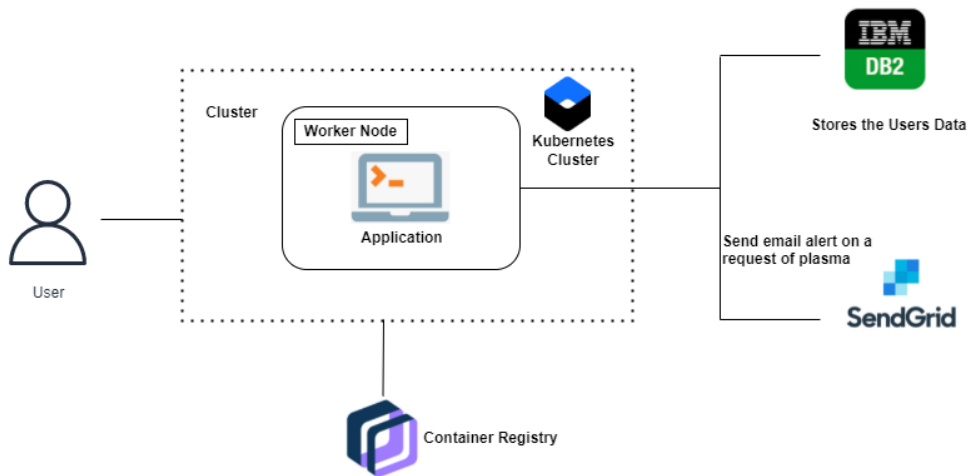 IBM
DB2
Stores the Users Data
Cluster
Worker Node
Kubernetes
Cluster
Application
User
Send email alert on a
request of plasma
SendGrid
Container Registry